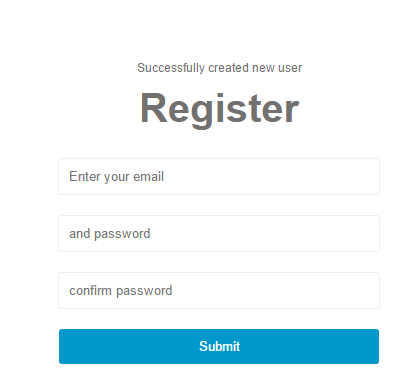 Successfully created new user
Register
Enter your email
and password
confirm password
Submit